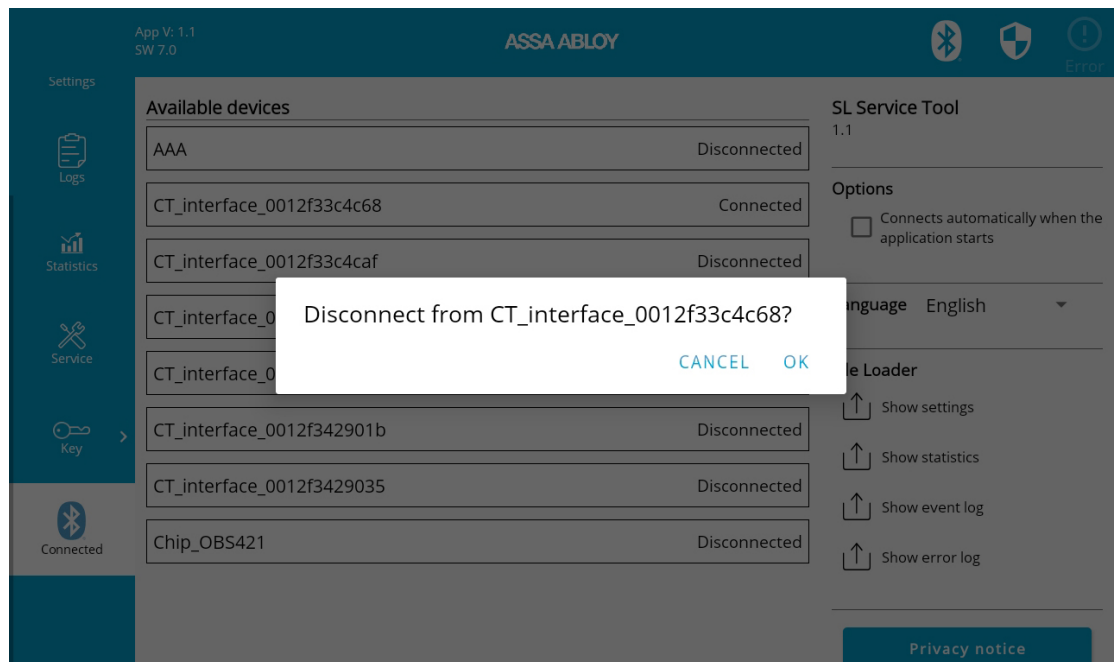 App V: 1.1
SW 7.0
ASSA ABLOY
Error
Settings
Logs
Statistics
Service
Key
Connected
Available devices
AAA Disconnected
CT_interface_0012f33c4c68 Connected
CT_interface_0012f33c4caf Disconnected
CT_interface_0
CT_interface_0
CT_interface_0012f342901b Disconnected
CT_interface_0012f3429035 Disconnected
Chip_OBS421 Disconnected
Disconnect from CT_interface_0012f33c4c68?
CANCEL OK
SL Service Tool
1.1
Options
Connects automatically when the
application starts
anguage English
le Loader
Show settings
Show statistics
Show event log
Show error log
Privacy notice